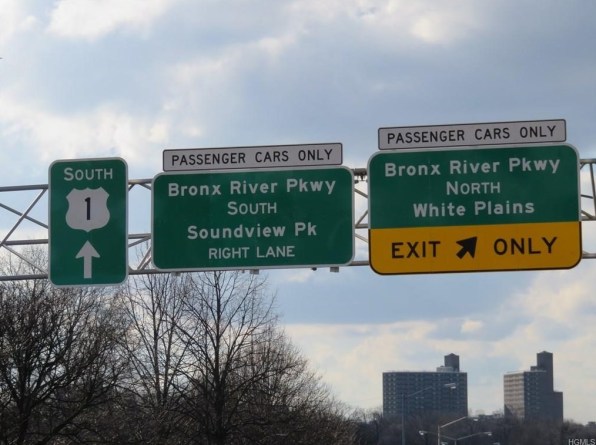 SOUTH
1
PASSENGER CARS ONLY
Bronx River Pkwy
SOUTH
Soundview Pk
RIGHT LANE
PASSENGER CARS ONLY
Bronx River Pkwy
NORTH
White Plains
EXIT ONLY
HGMLS